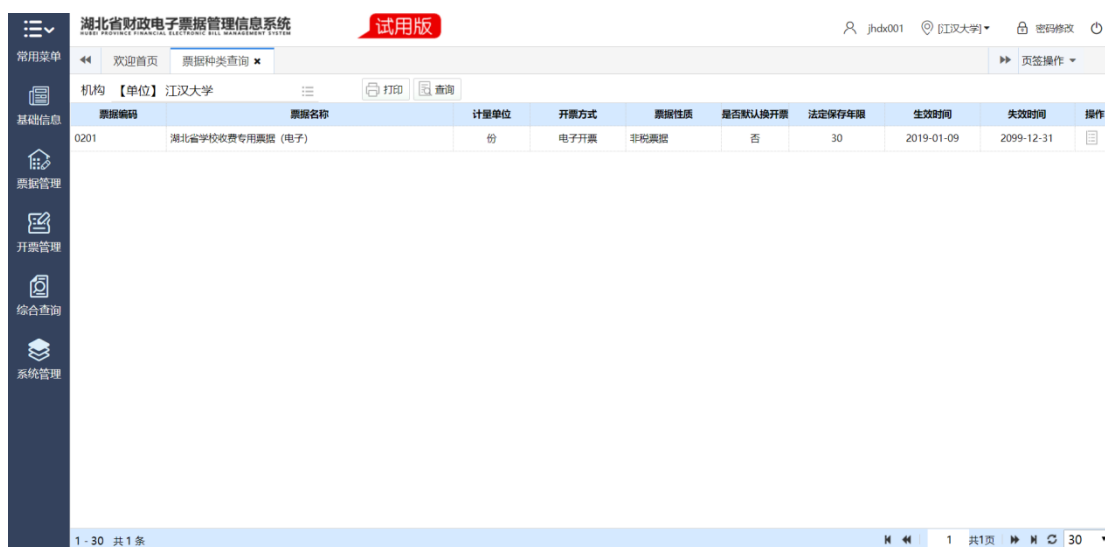 湖北省财政电子票据管理信息系统 试用版 jhdx001 [江汉大学] 密码修改
HUBEI PROVINCE FINANCIAL ELECTRONIC BILL MANAGEMENT SYSTEM
常用菜单 欢迎首页 票据种类查询 页签操作
机构 【单位】江汉大学 打印 查询
基础信息 票据编码 票据名称 计量单位 开票方式 票据性质 是否默认换开票 法定保存年限 生效时间 失效时间 操作
0201 湖北省学校收费专用票据（电子） 份 电子开票 非税票据 否 30 2019-01-09 2099-12-31
票据管理
开票管理
综合查询
系统管理
1 - 30 共 1 条 1 共1页 30